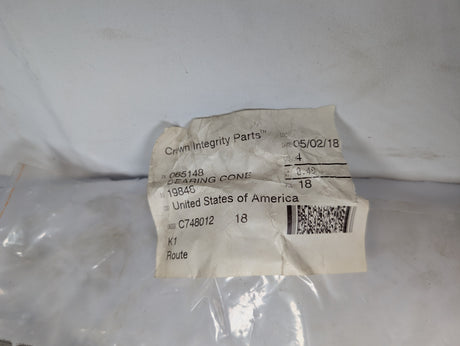 Crown Integrity Parts™
05/02/18
065148
4
BEARING CONE
19846
18
United States of America
C748012 18
K1
Route